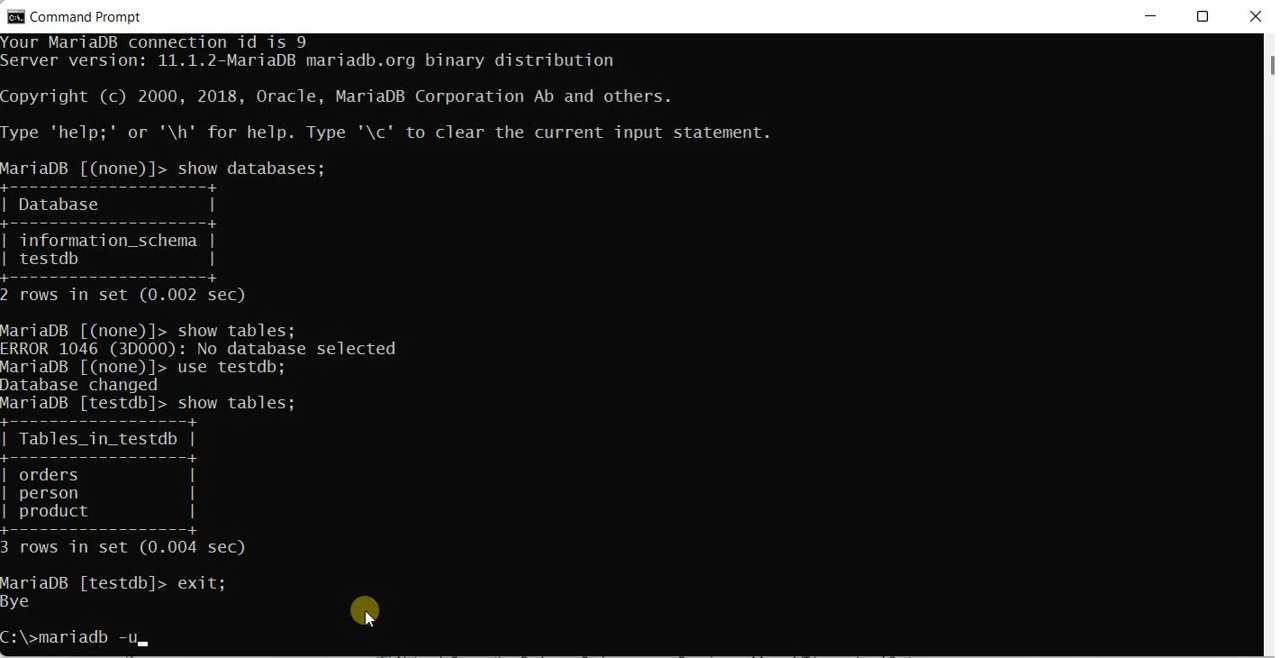 Command Prompt
Your MariaDB connection id is 9
Server version: 11.1.2-MariaDB mariadb.org binary distribution
Copyright (c) 2000, 2018, Oracle, MariaDB Corporation Ab and others.
Type 'help;' or '\h' for help. Type '\c' to clear the current input statement.
MariaDB [(none)]> show databases;
+--------------------+
| Database           |
+--------------------+
| information_schema |
| testdb             |
+--------------------+
2 rows in set (0.002 sec)
MariaDB [(none)]> show tables;
ERROR 1046 (3D000): No database selected
MariaDB [(none)]> use testdb;
Database changed
MariaDB [testdb]> show tables;
+------------------+
| Tables_in_testdb |
+------------------+
| orders           |
| person           |
| product          |
+------------------+
3 rows in set (0.004 sec)
MariaDB [testdb]> exit;
Bye
C:\>mariadb -u_